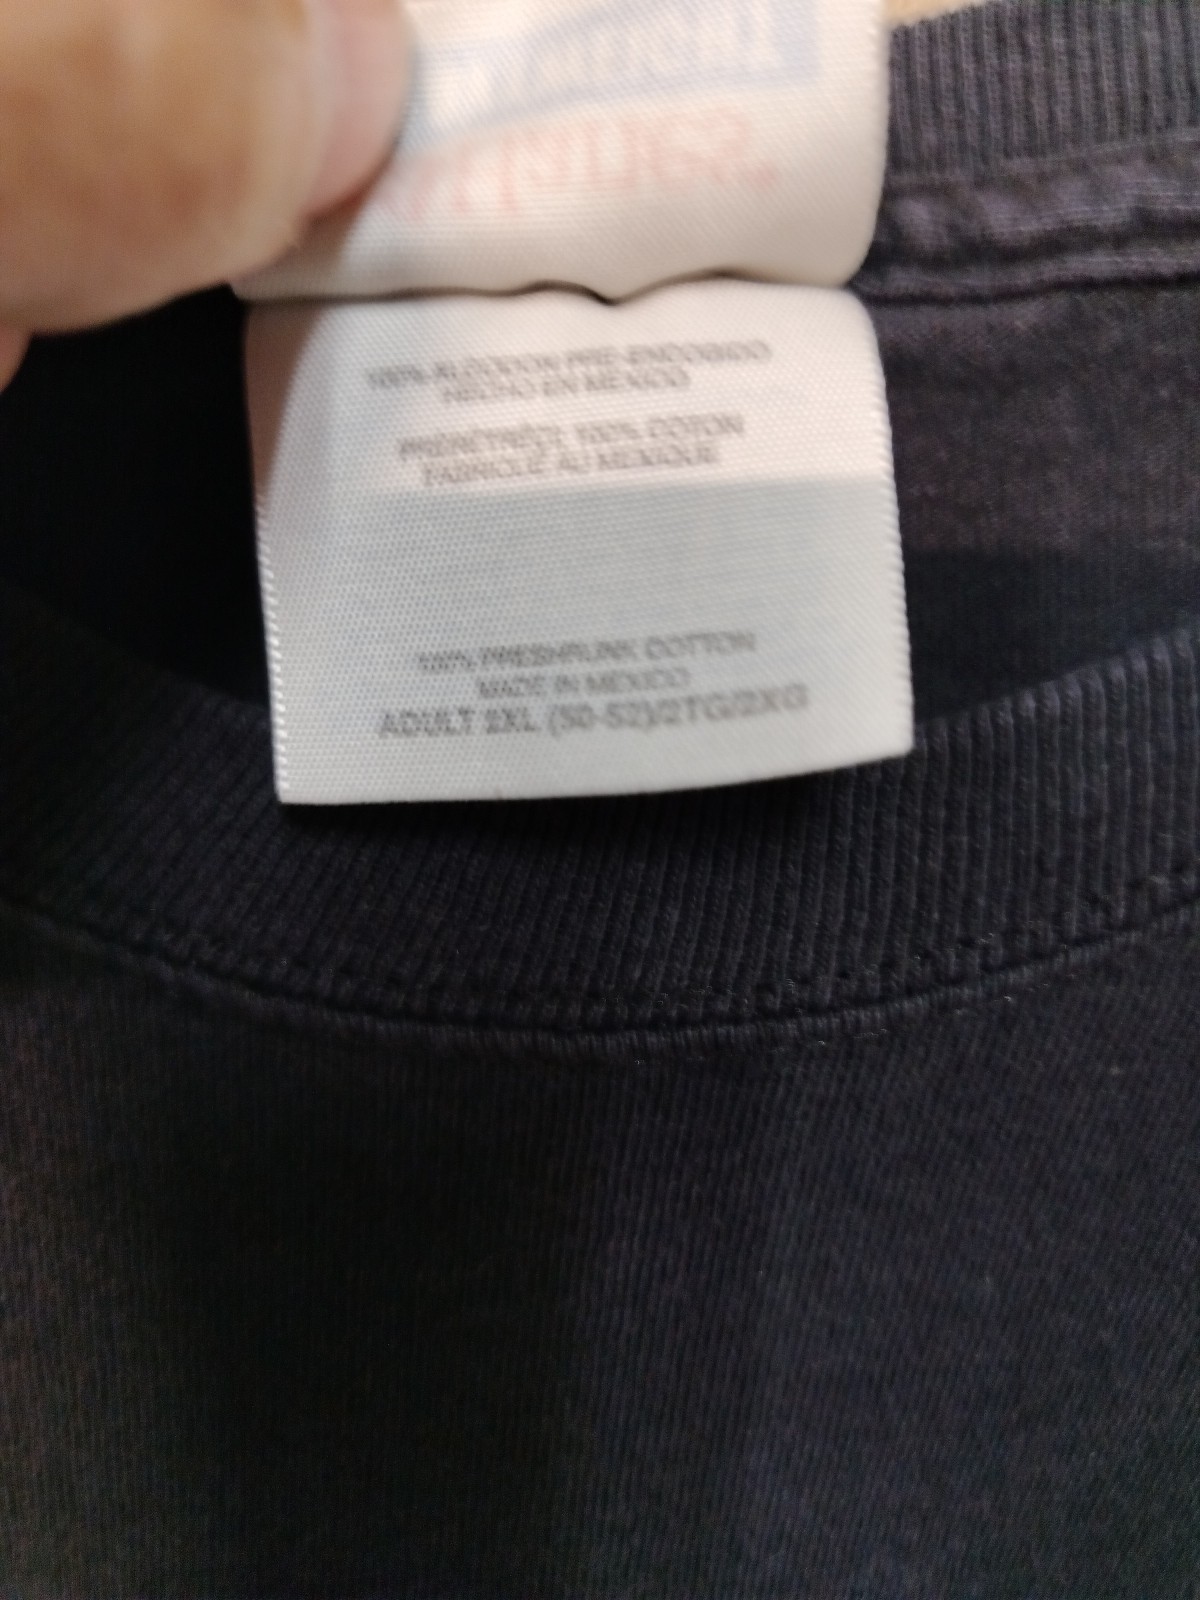 100% ALGODON PRE-ENCOGIDO
HECHO EN MEXICO
PRÉRÉTRÉCI, 100% COTON
FABRIQUÉ AU MEXIQUE
100% PRESHRUNK COTTON
MADE IN MEXICO
ADULT 2XL (50-52)/2TG/2XG